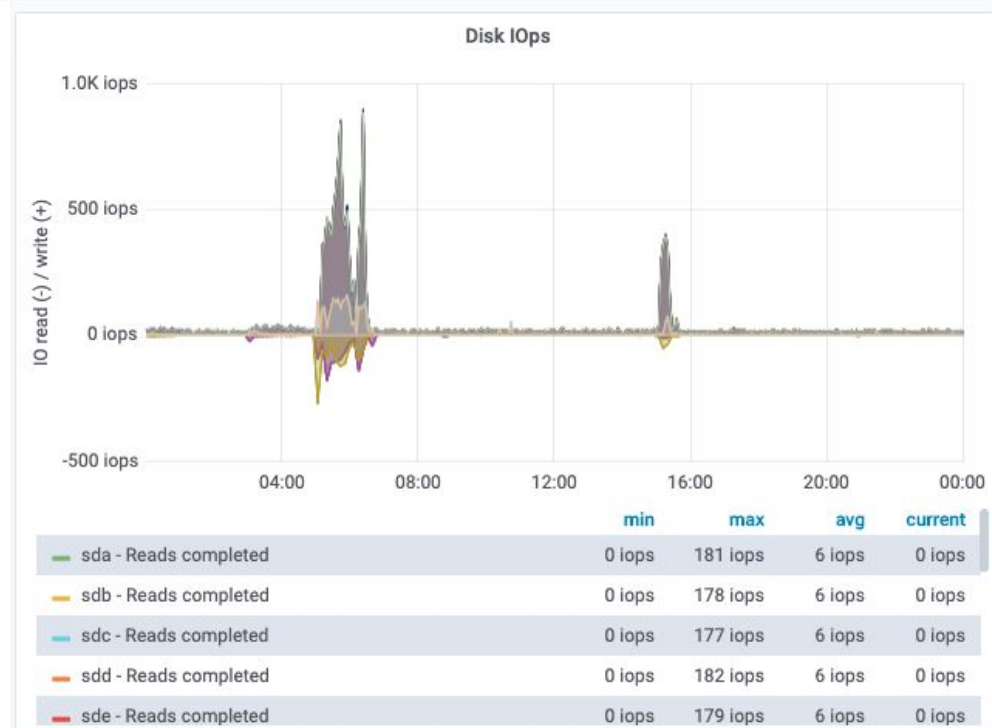 Disk IOps
1.0K iops
500 iops
0 iops
-500 iops
IO read (-) / write (+)
04:00 08:00 12:00 16:00 20:00 00:00
min max avg current
sda - Reads completed 0 iops 181 iops 6 iops 0 iops
sdb - Reads completed 0 iops 178 iops 6 iops 0 iops
sdc - Reads completed 0 iops 177 iops 6 iops 0 iops
sdd - Reads completed 0 iops 182 iops 6 iops 0 iops
sde - Reads completed 0 iops 179 iops 6 iops 0 iops